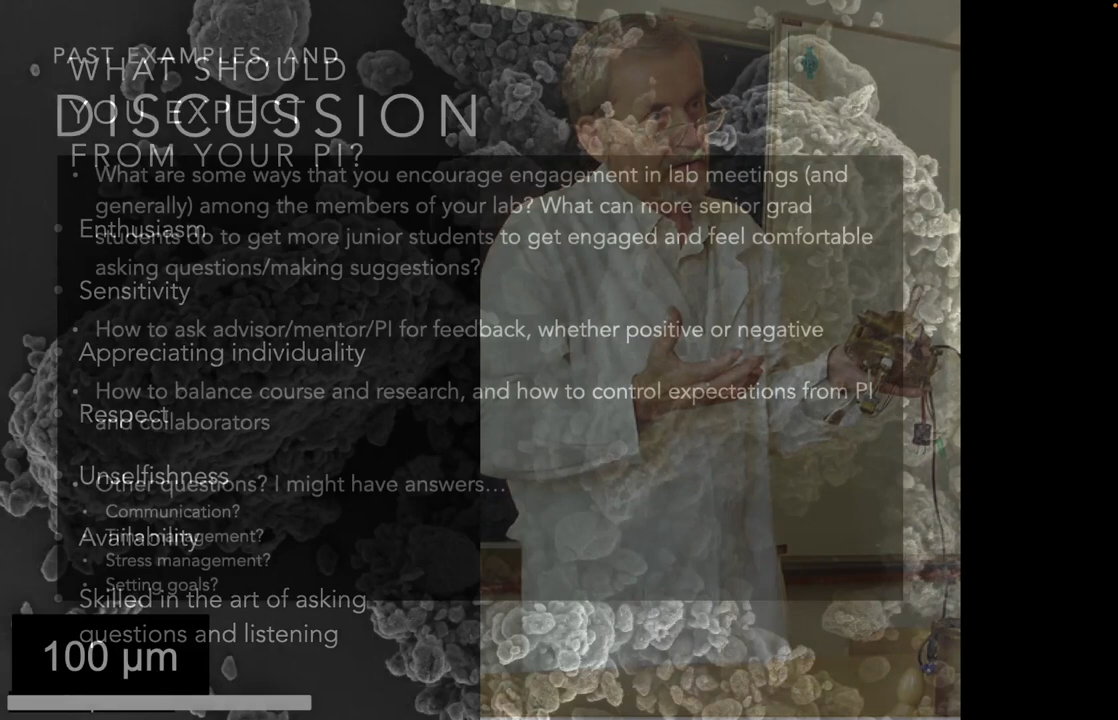 PAST EXAMPLES, AND
DISCUSSION
• What are some ways that you encourage engagement in lab meetings (and
generally) among the members of your lab? What can more senior grad
students do to get more junior students to get engaged and feel comfortable
asking questions/making suggestions?
• How to ask advisor/mentor/PI for feedback, whether positive or negative
• How to balance course and research, and how to control expectations from PI
and collaborators
• Other questions? I might have answers...
• Communication?
• Time management?
• Stress management?
• Setting goals?
WHAT SHOULD
YOU EXPECT
FROM YOUR PI?
• Enthusiasm
• Sensitivity
• Appreciating individuality
• Respect
• Unselfishness
• Availability
• Skilled in the art of asking
questions and listening
100 µm